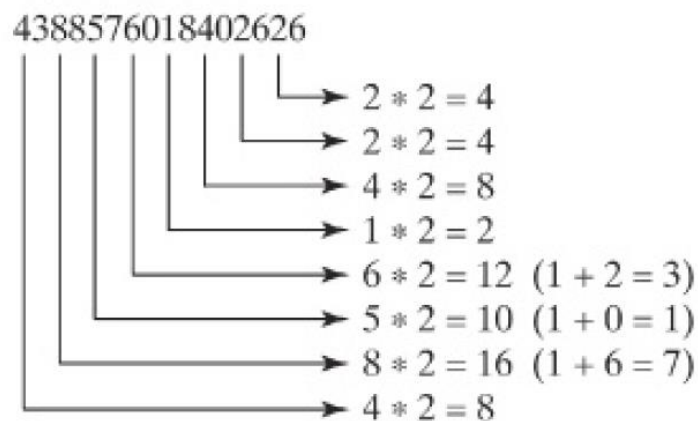 4388576018402626
2 * 2 = 4
2 * 2 = 4
4 * 2 = 8
1 * 2 = 2
6 * 2 = 12 (1 + 2 = 3)
5 * 2 = 10 (1 + 0 = 1)
8 * 2 = 16 (1 + 6 = 7)
4 * 2 = 8